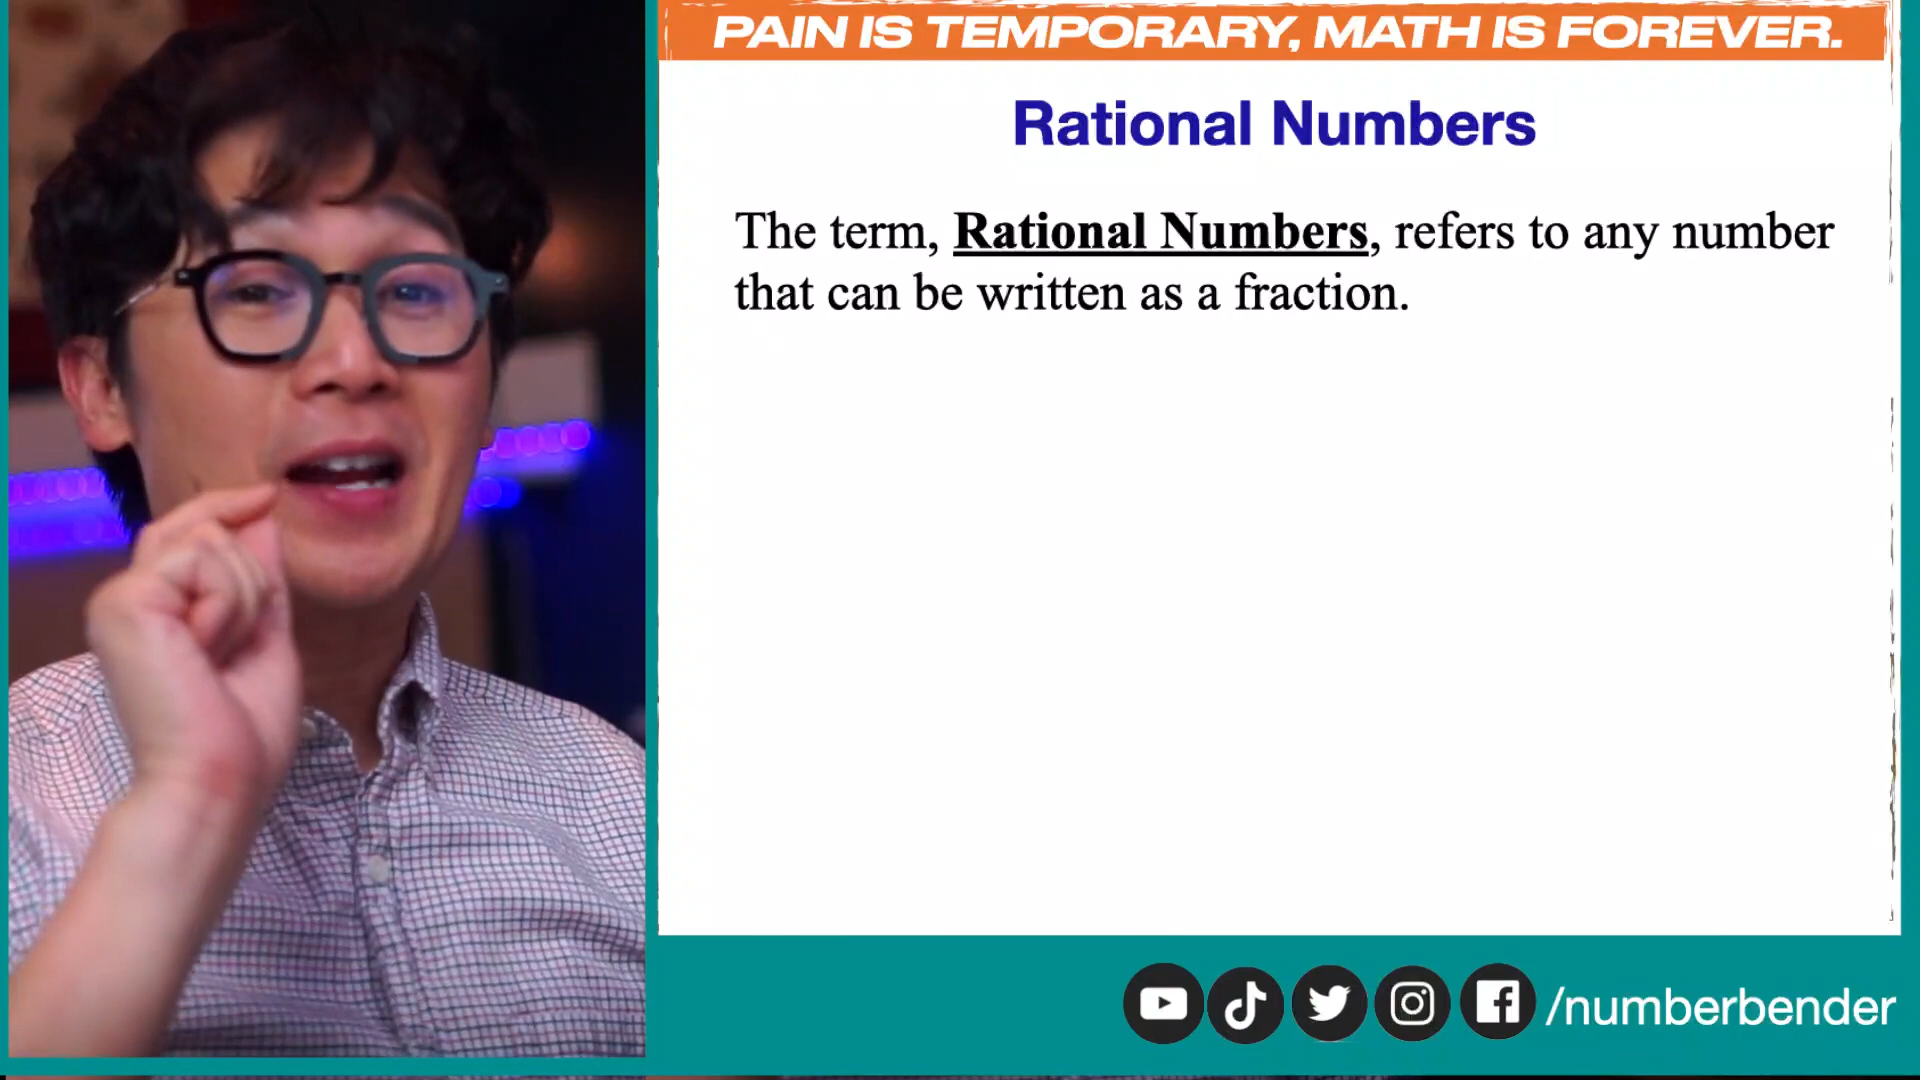 PAIN IS TEMPORARY, MATH IS FOREVER.
Rational Numbers
The term, Rational Numbers, refers to any number
that can be written as a fraction.
/numberbender